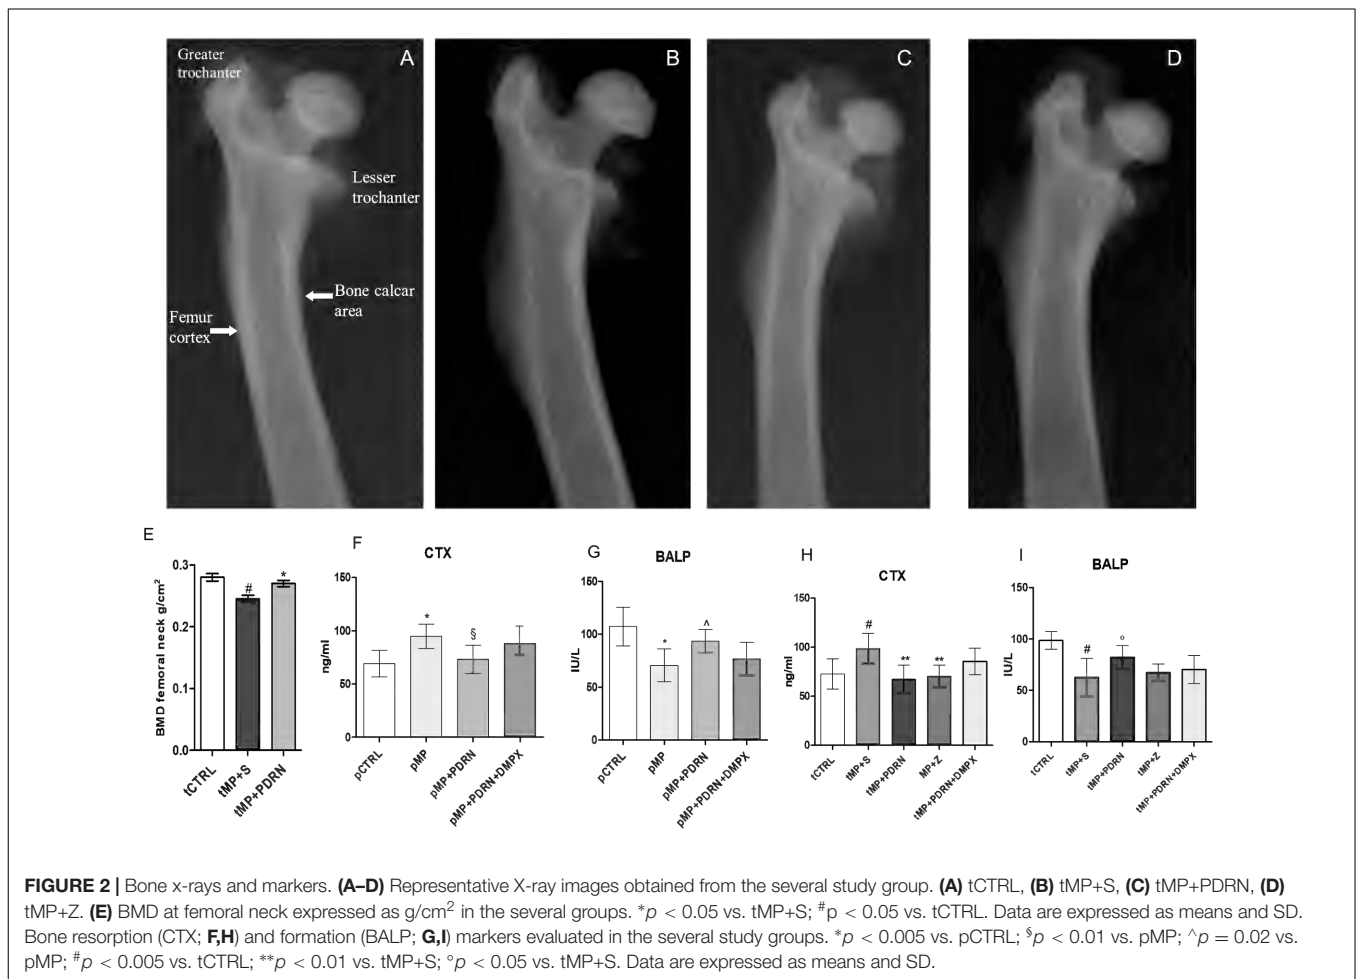 Greater
trochanter
A
B
C
D
Lesser
trochanter
Bone calcar
area
Femur
cortex
E
BMD femoral neck g/cm²
0.3
0.2
0.1
0.0
#
*
tCTRL
tMP+S
tMP+PDRN
F
CTX
ng/ml
150
100
50
0
*
§
pCTRL
pMP
pMP+PDRN
pMP+PDRN+DMPX
G
BALP
IU/L
150
100
50
0
*
^
pCTRL
pMP
pMP+PDRN
pMP+PDRN+DMPX
H
CTX
ng/ml
150
100
50
0
#
**
**
tCTRL
tMP+S
tMP+PDRN
MP+Z
tMP+PDRN+DMPX
I
BALP
IU/L
150
100
50
0
#
°
tCTRL
tMP+S
tMP+PDRN
tMP+Z
tMP+PDRN+DMPX
FIGURE 2 | Bone x-rays and markers. (A–D) Representative X-ray images obtained from the several study group. (A) tCTRL, (B) tMP+S, (C) tMP+PDRN, (D)
tMP+Z. (E) BMD at femoral neck expressed as g/cm² in the several groups. *p < 0.05 vs. tMP+S; #p < 0.05 vs. tCTRL. Data are expressed as means and SD.
Bone resorption (CTX; F,H) and formation (BALP; G,I) markers evaluated in the several study groups. *p < 0.005 vs. pCTRL; §p < 0.01 vs. pMP; ^p = 0.02 vs.
pMP; #p < 0.005 vs. tCTRL; **p < 0.01 vs. tMP+S; °p < 0.05 vs. tMP+S. Data are expressed as means and SD.